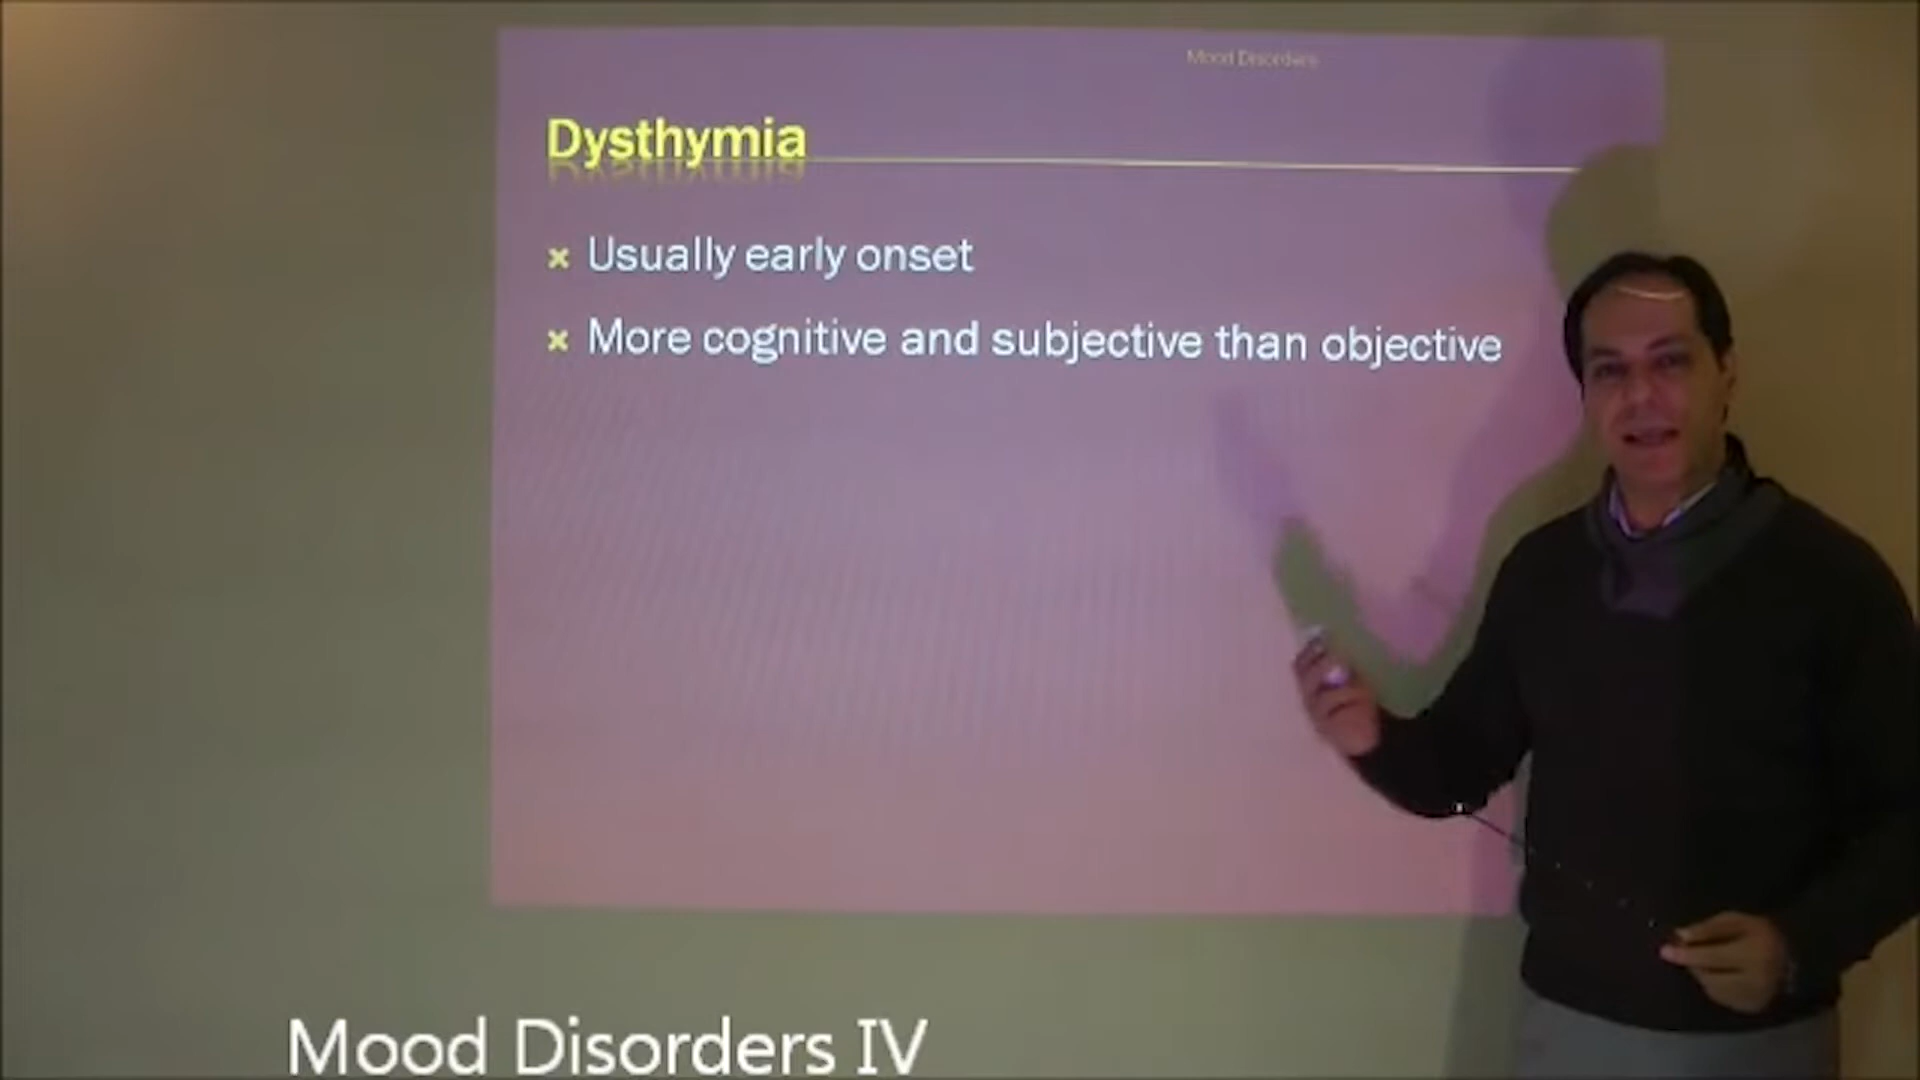 Mood Disorders
Dysthymia
Usually early onset
More cognitive and subjective than objective
Mood Disorders IV